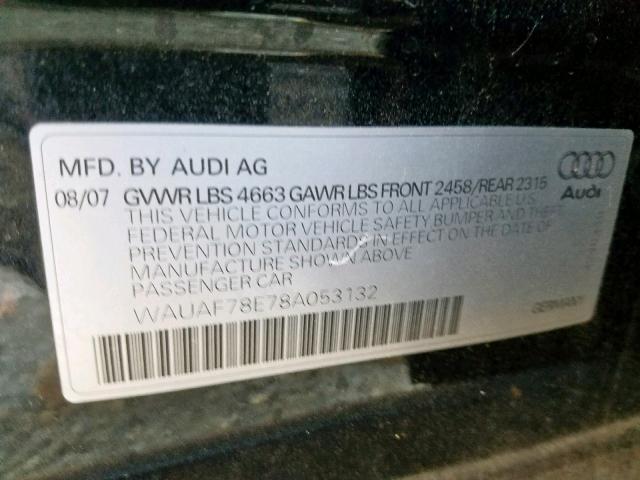 MFD. BY AUDI AG
08/07 GVWR LBS 4663 GAWR LBS FRONT 2458/REAR 2315
THIS VEHICLE CONFORMS TO ALL APPLICABLE U.S.
FEDERAL MOTOR VEHICLE SAFETY BUMPER AND THEFT
PREVENTION STANDARDS IN EFFECT ON THE DATE OF
MANUFACTURE SHOWN ABOVE
PASSENGER CAR
WAUAF78E78A053132
Audi
GERMANY